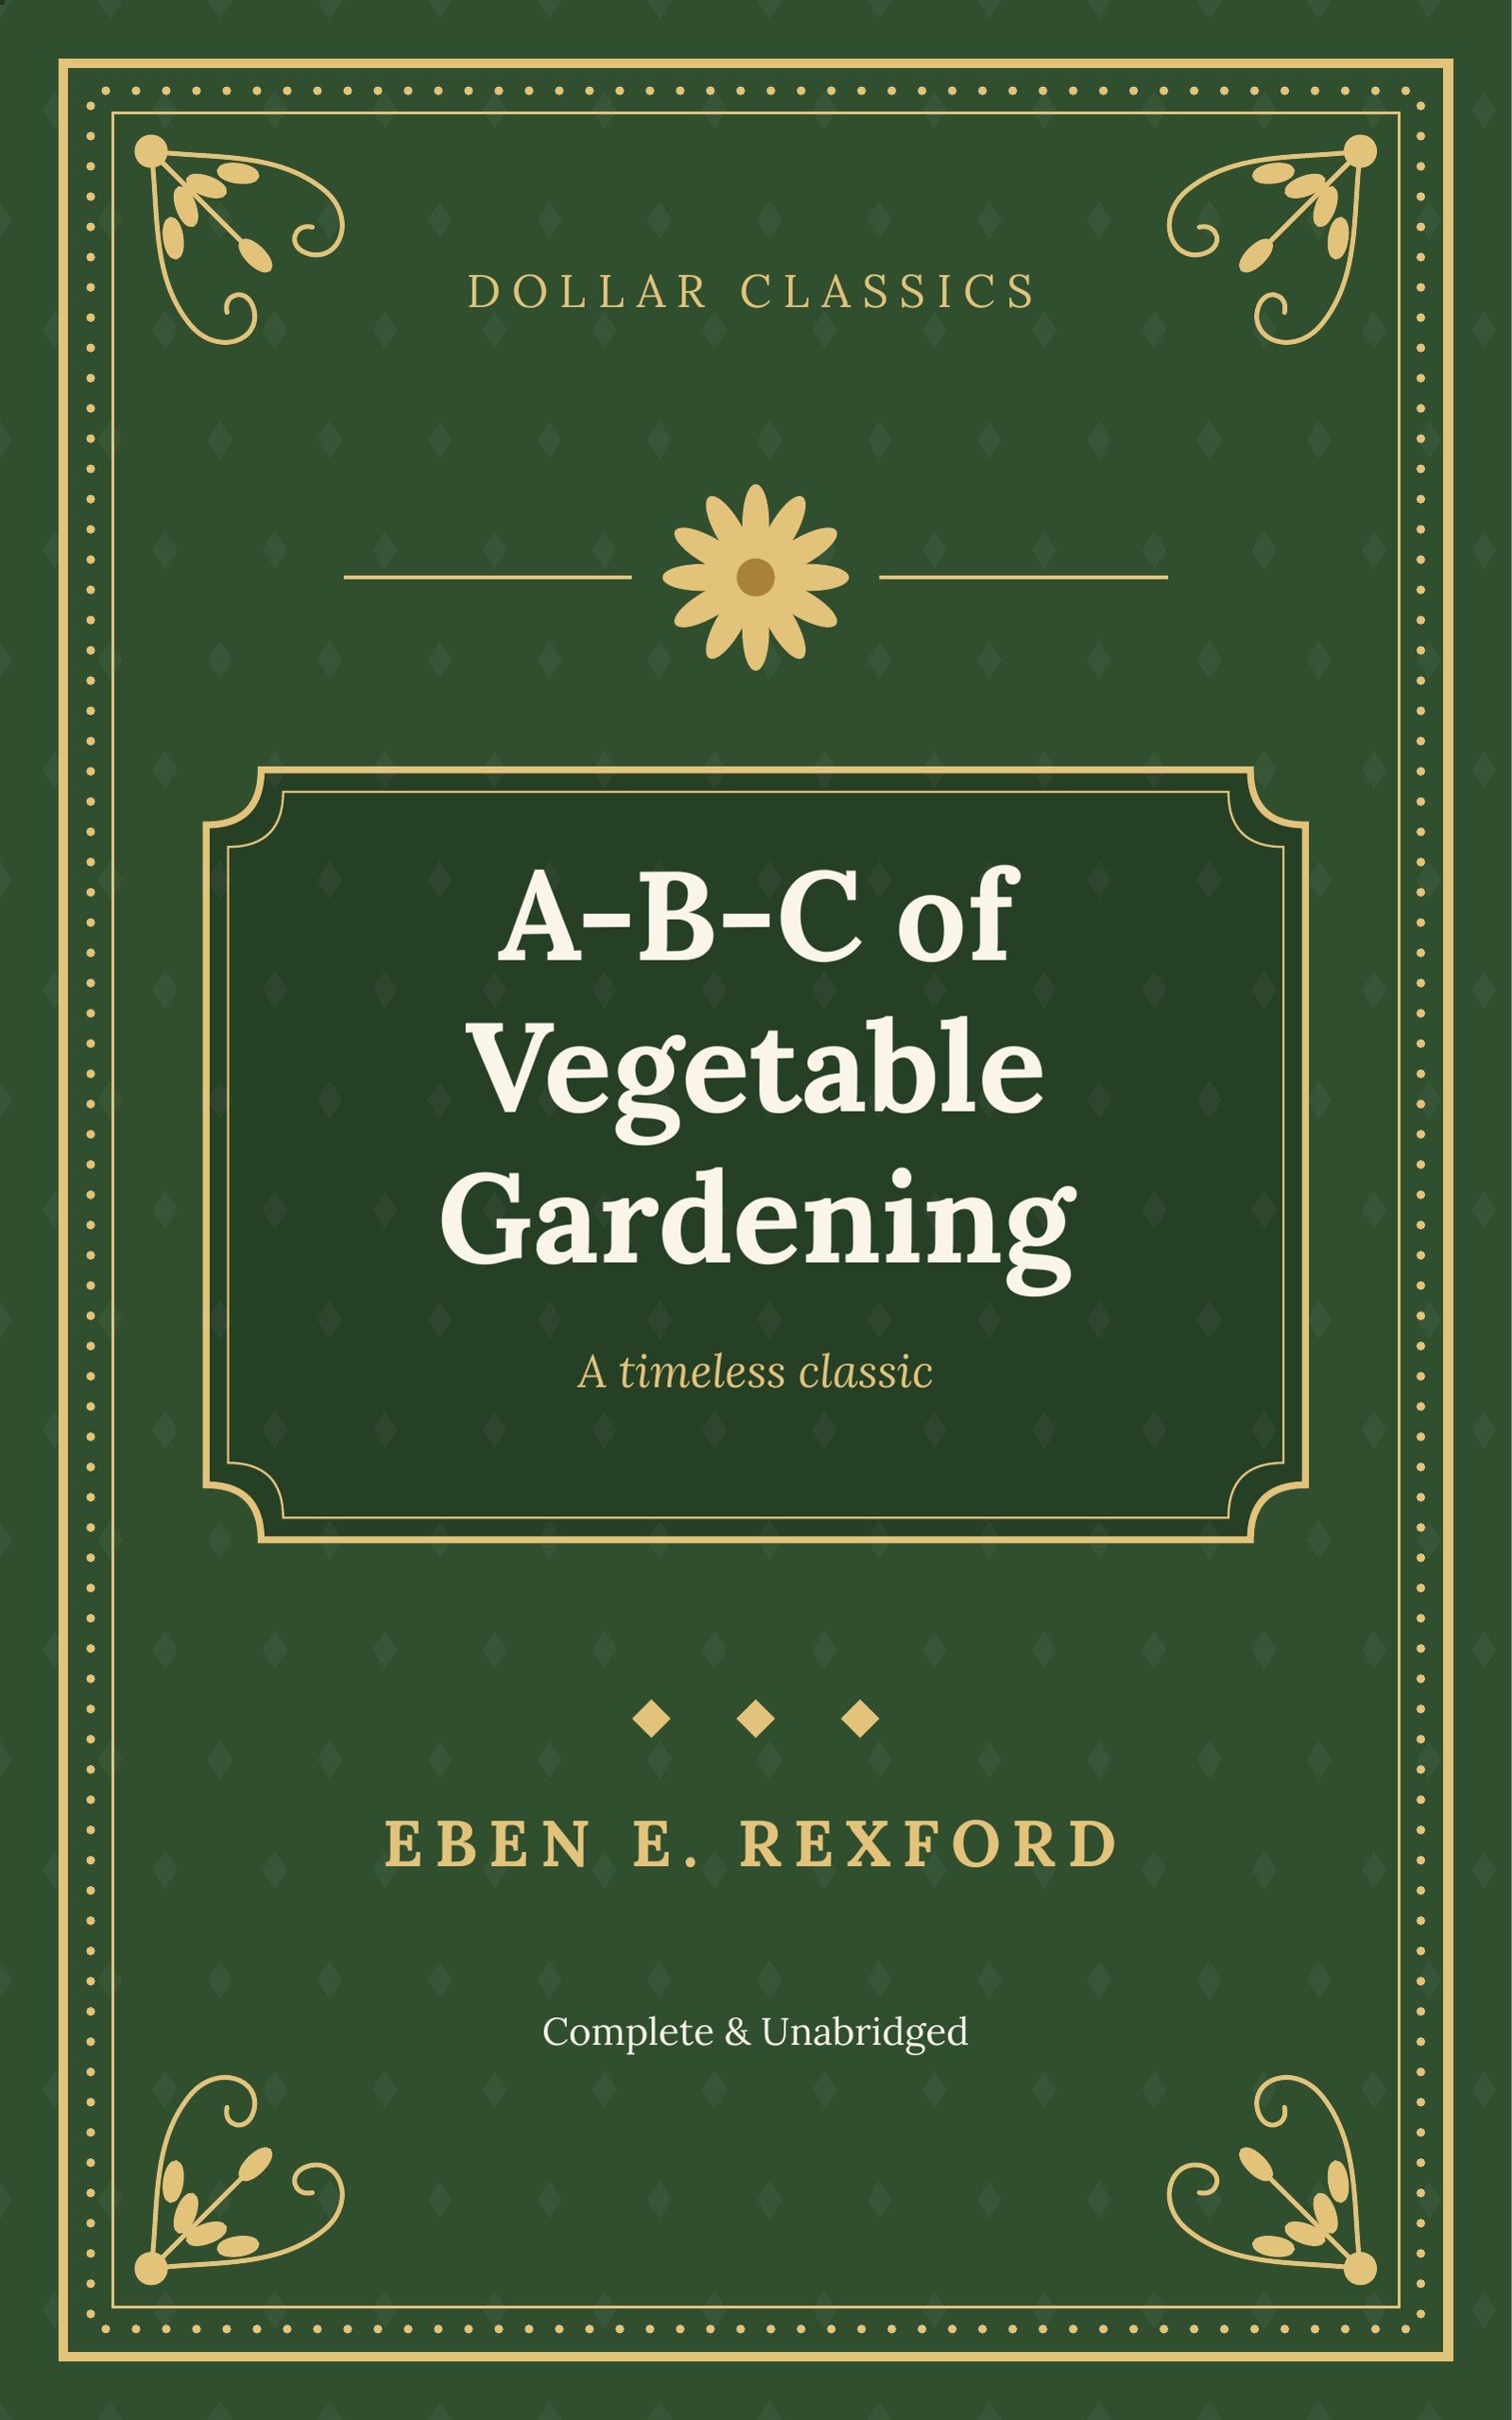 DOLLAR CLASSICS
A-B-C of
Vegetable
Gardening
A timeless classic
EBEN E. REXFORD
Complete & Unabridged